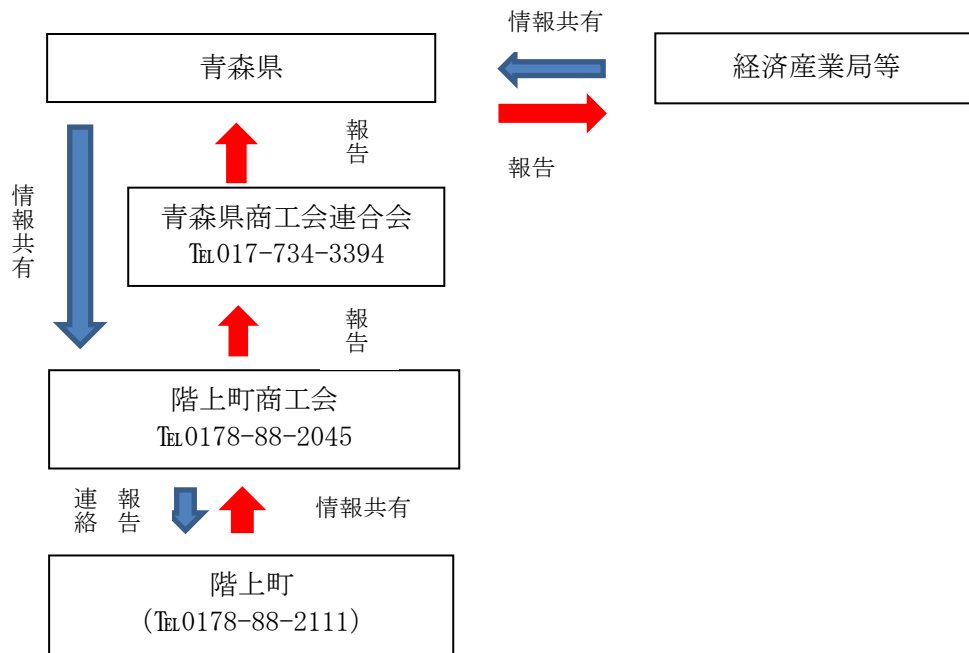 情報共有
青森県
経済産業局等
報告
報告
情報共有
青森県商工会連合会
℡017-734-3394
報告
階上町商工会
℡0178-88-2045
連絡
報告
情報共有
階上町
(℡0178-88-2111)